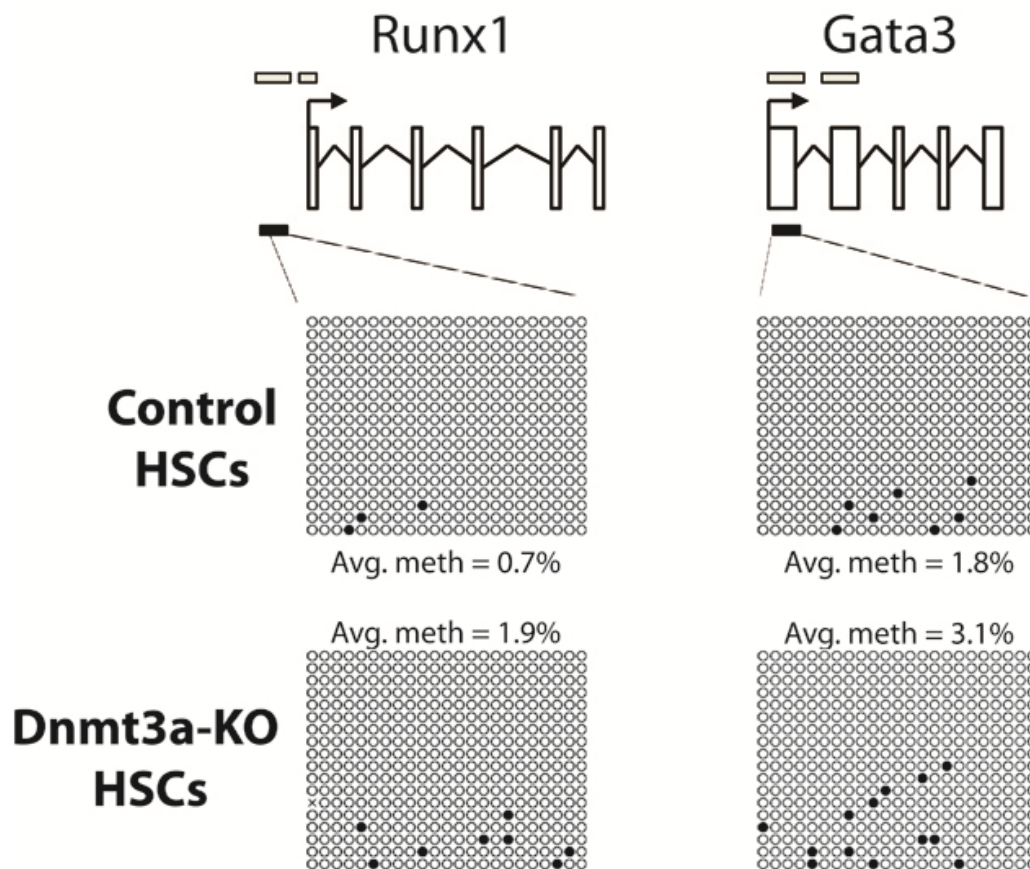 Runx1
Gata3
Control
HSCs
Avg. meth = 0.7%
Avg. meth = 1.8%
Avg. meth = 1.9%
Avg. meth = 3.1%
Dnmt3a-KO
HSCs